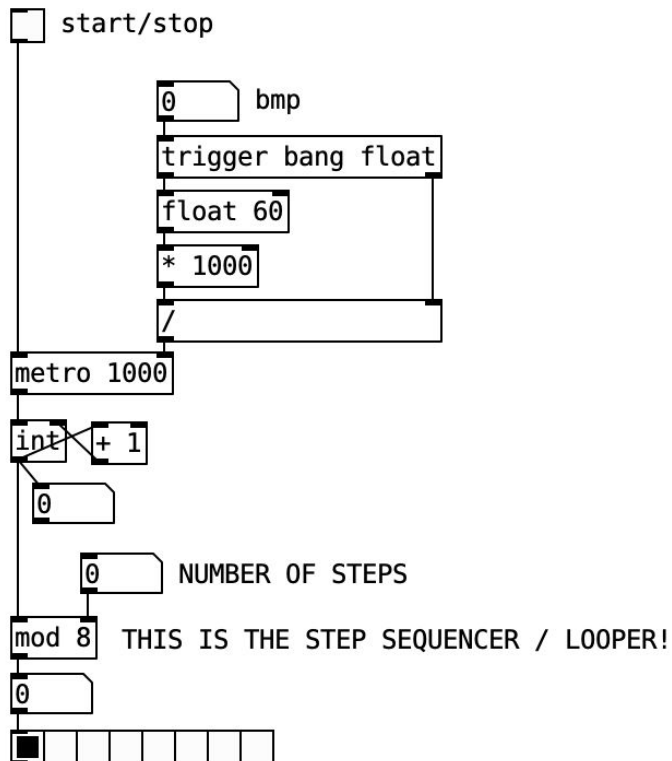 start/stop
0 bmp
trigger bang float
float 60
* 1000
/
metro 1000
int + 1
0
0 NUMBER OF STEPS
mod 8 THIS IS THE STEP SEQUENCER / LOOPER!
0